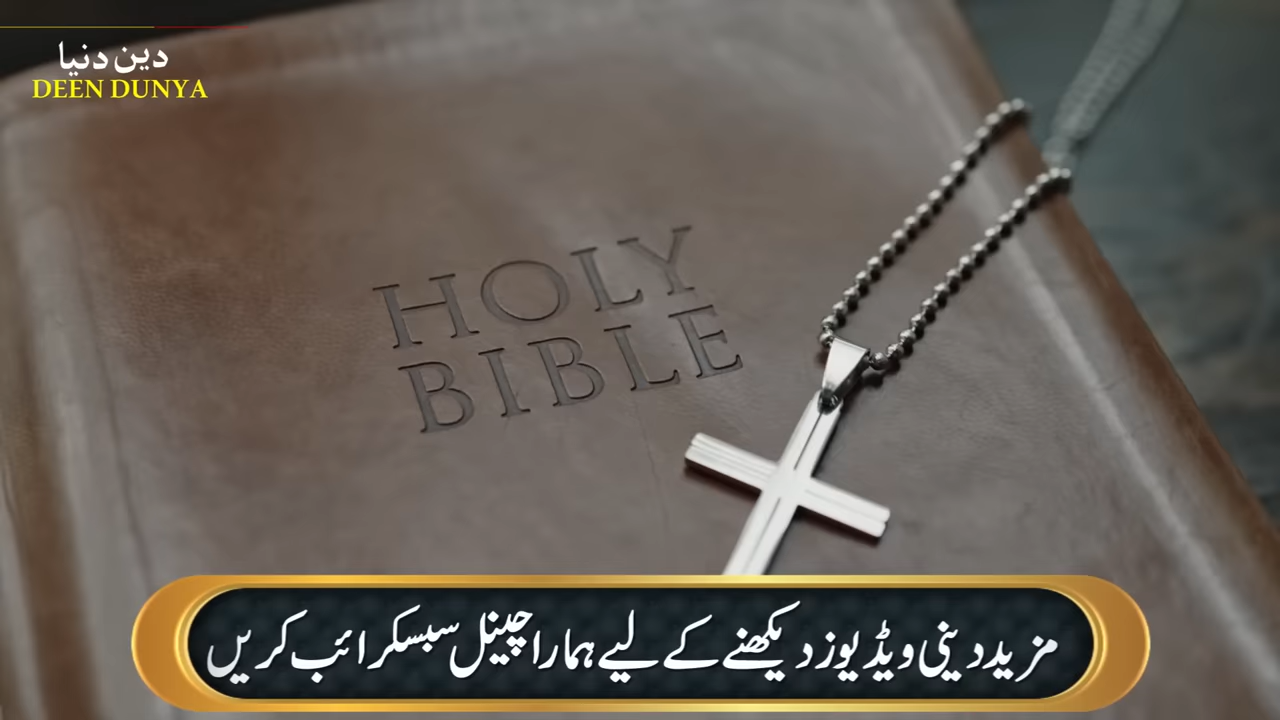 دین دنیا
DEEN DUNYA
HOLY
BIBLE
مزید دینی ویڈیوز دیکھنے کے لیے ہمارا چینل سبسکرائب کریں